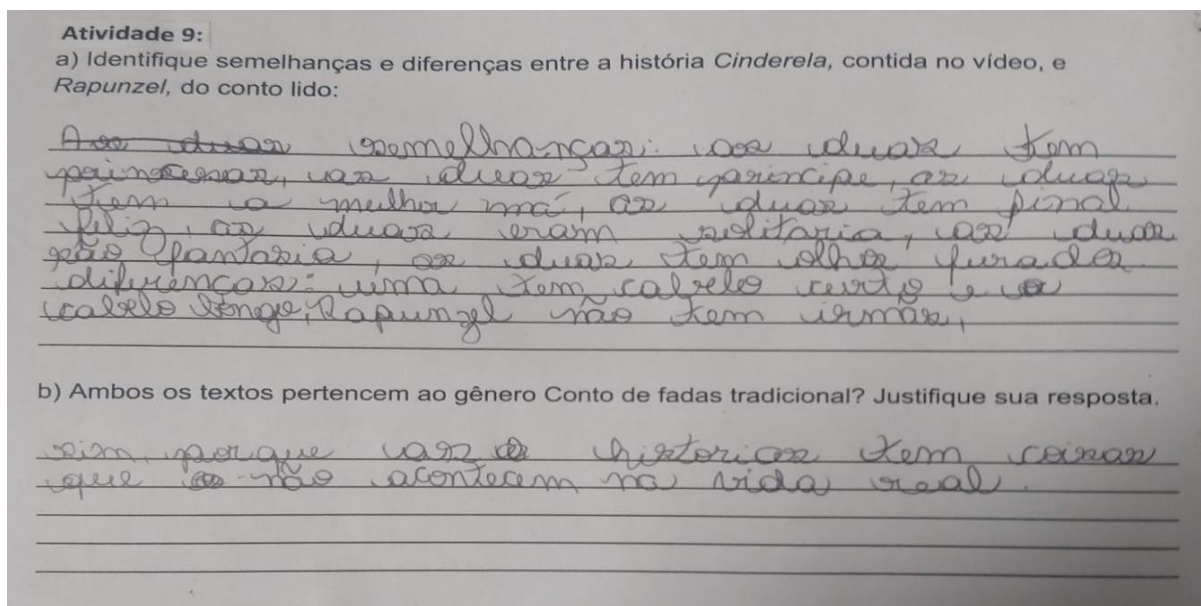 Atividade 9:
a) Identifique semelhanças e diferenças entre a história Cinderela, contida no vídeo, e
Rapunzel, do conto lido:
As duas semelhanças: as duas tem
princesas, as duas tem principe, as duas
tem a mulher má, as duas tem final
feliz, as duas eram solitaria, as duas
são fantasia, as duas tem olhos furados
diferenças: uma tem cabelo curto e
cabelo longo, Rapunzel não tem irmãs,
b) Ambos os textos pertencem ao gênero Conto de fadas tradicional? Justifique sua resposta.
sim, porque as historias tem coisas
que não acontecem na vida real.